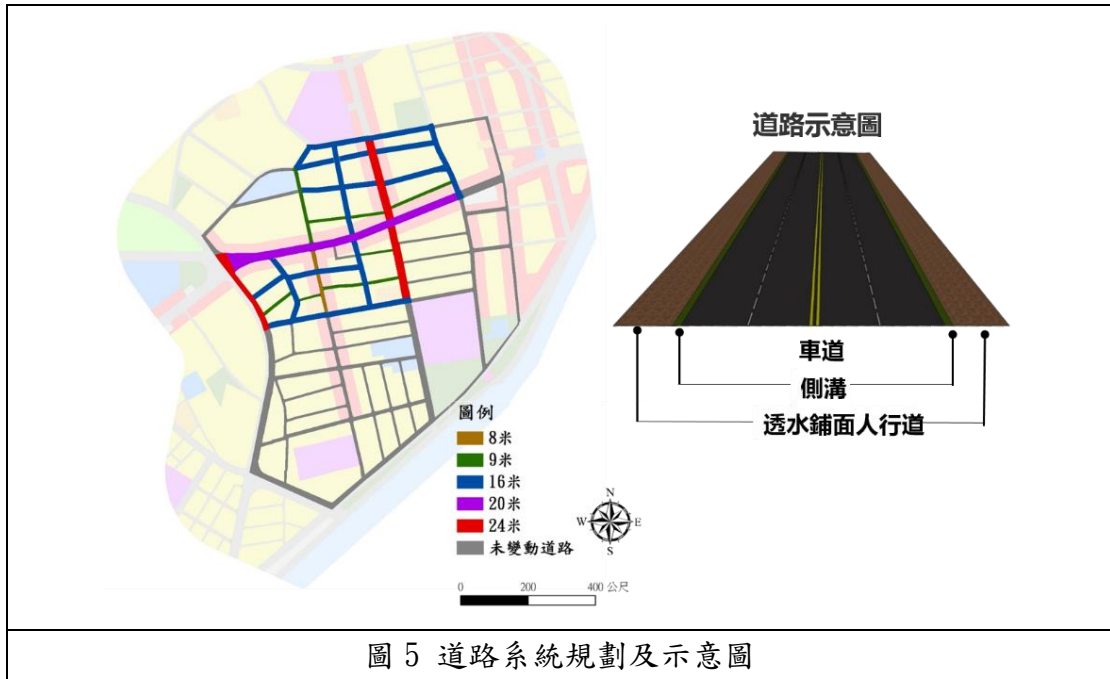 道路示意圖
車道
側溝
透水鋪面人行道
圖例
8米
9米
16米
20米
24米
未變動道路
N
W
E
S
0 200 400 公尺
圖 5 道路系統規劃及示意圖